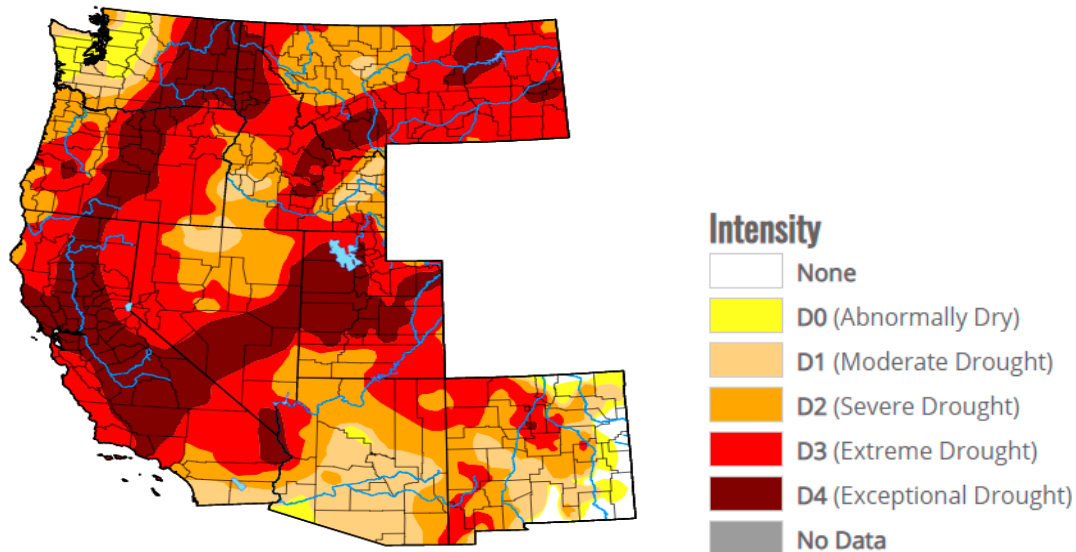 Intensity
None
D0 (Abnormally Dry)
D1 (Moderate Drought)
D2 (Severe Drought)
D3 (Extreme Drought)
D4 (Exceptional Drought)
No Data